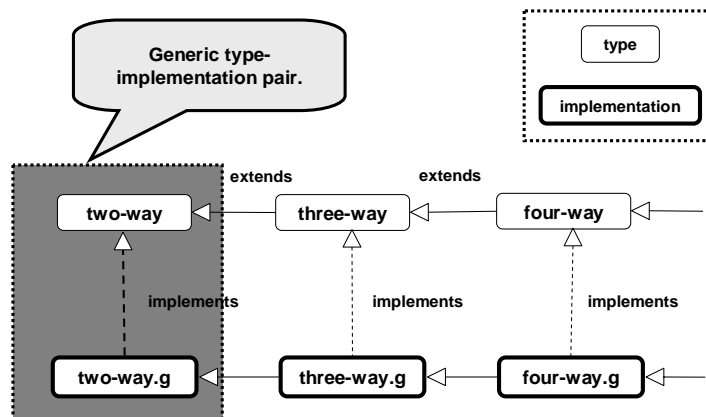 Generic type-
implementation pair.
type
implementation
extends
extends
two-way
three-way
four-way
implements
implements
implements
two-way.g
three-way.g
four-way.g